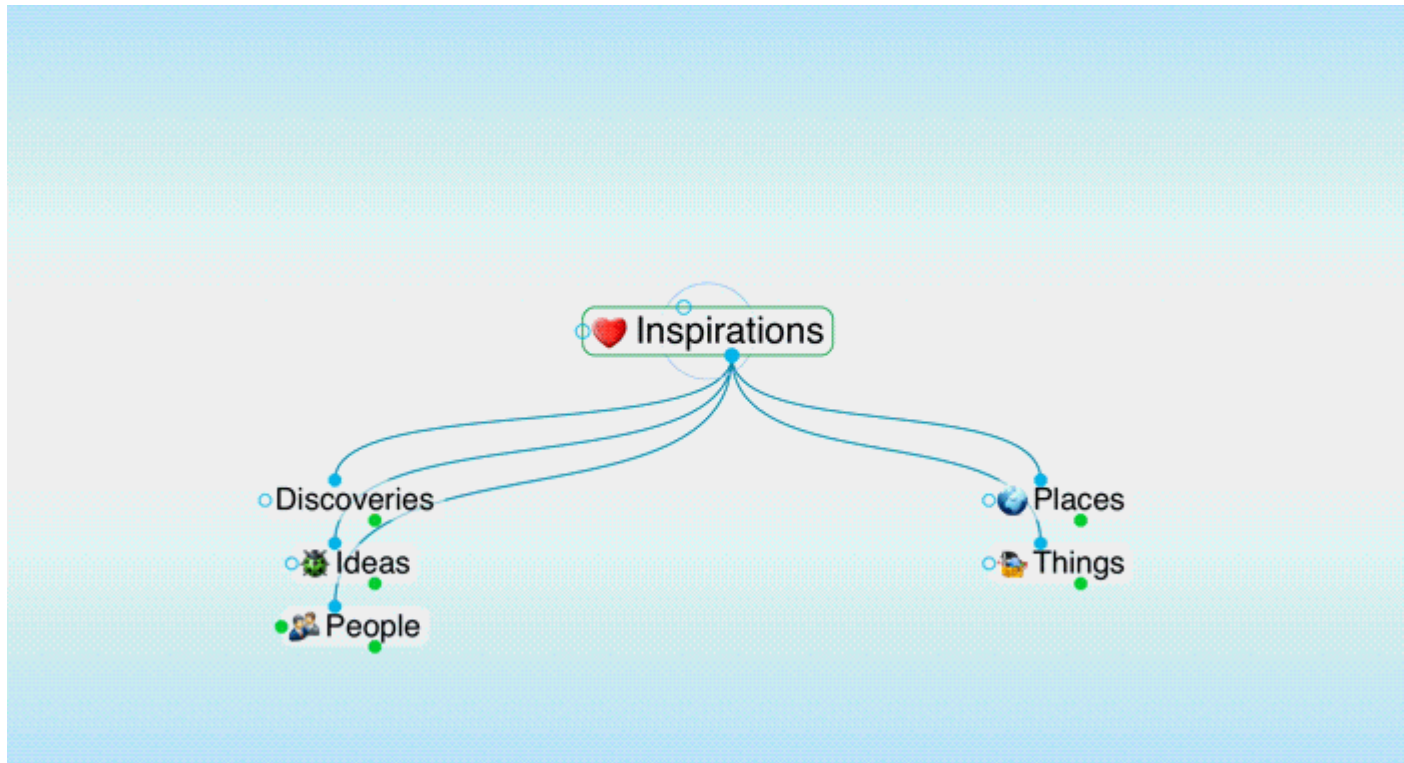 Inspirations
Discoveries
Ideas
People
Places
Things